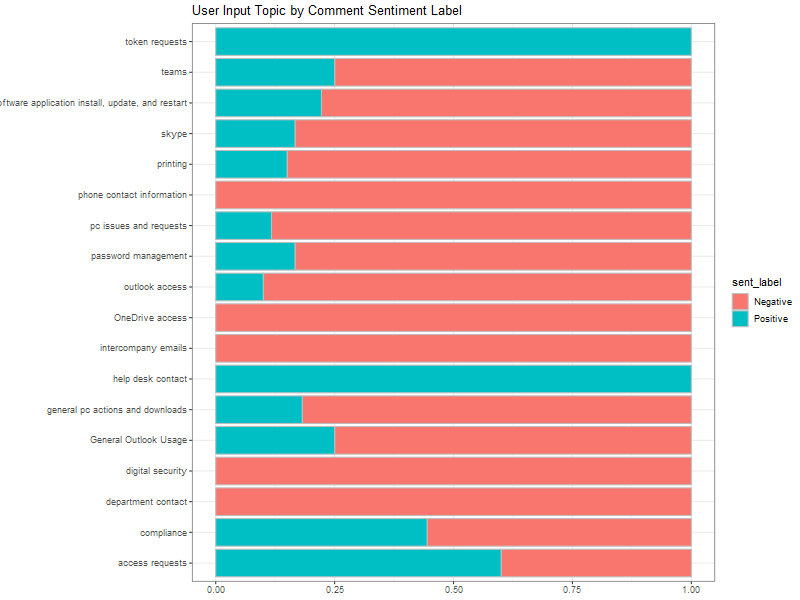 User Input Topic by Comment Sentiment Label
token requests
teams
application install, update, and restart
skype
printing
phone contact information
pc issues and requests
password management
outlook access
OneDrive access
intercompany emails
help desk contact
general pc actions and downloads
General Outlook Usage
digital security
department contact
compliance
access requests
0.00 0.25 0.50 0.75 1.00
sent_label
Negative
Positive